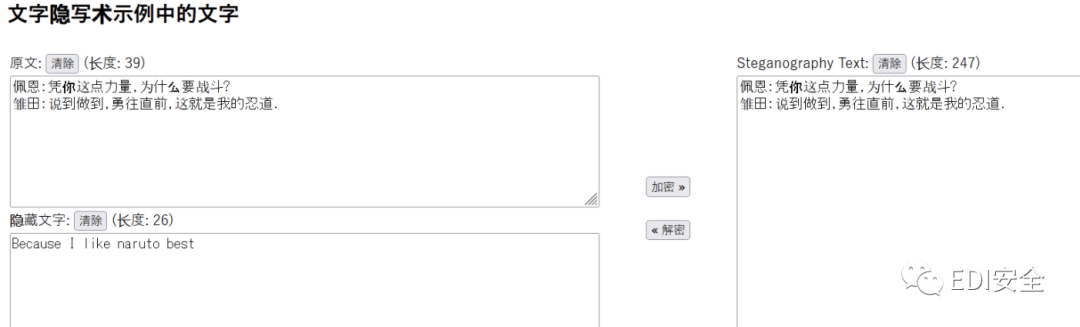 文字隐写术示例中的文字
原文: 清除 (长度: 39)
佩恩:凭你这点力量,为什么要战斗?
雏田:说到做到,勇往直前,这就是我的忍道.
隐藏文字: 清除 (长度: 26)
Because I like naruto best
加密 »
« 解密
Steganography Text: 清除 (长度: 247)
佩恩:凭你这点力量,为什么要战斗?
雏田:说到做到,勇往直前,这就是我的忍道.
EDI安全